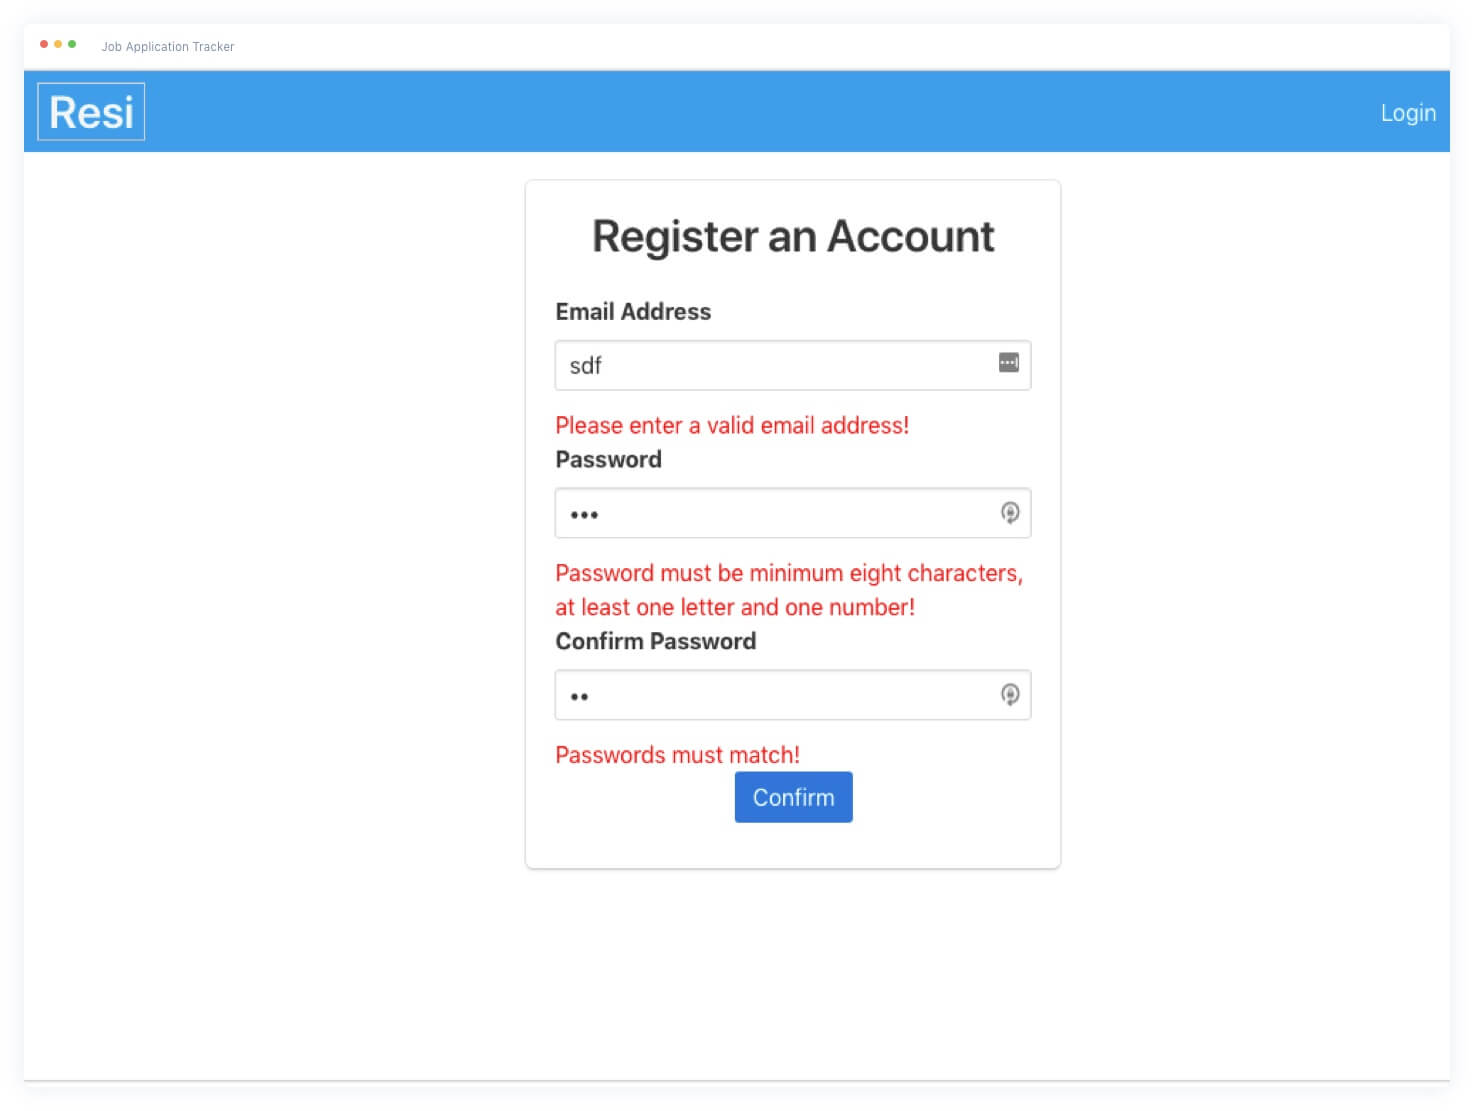 Job Application Tracker
Resi
Login
Register an Account
Email Address
sdf
Please enter a valid email address!
Password
•••
Password must be minimum eight characters,
at least one letter and one number!
Confirm Password
••
Passwords must match!
Confirm